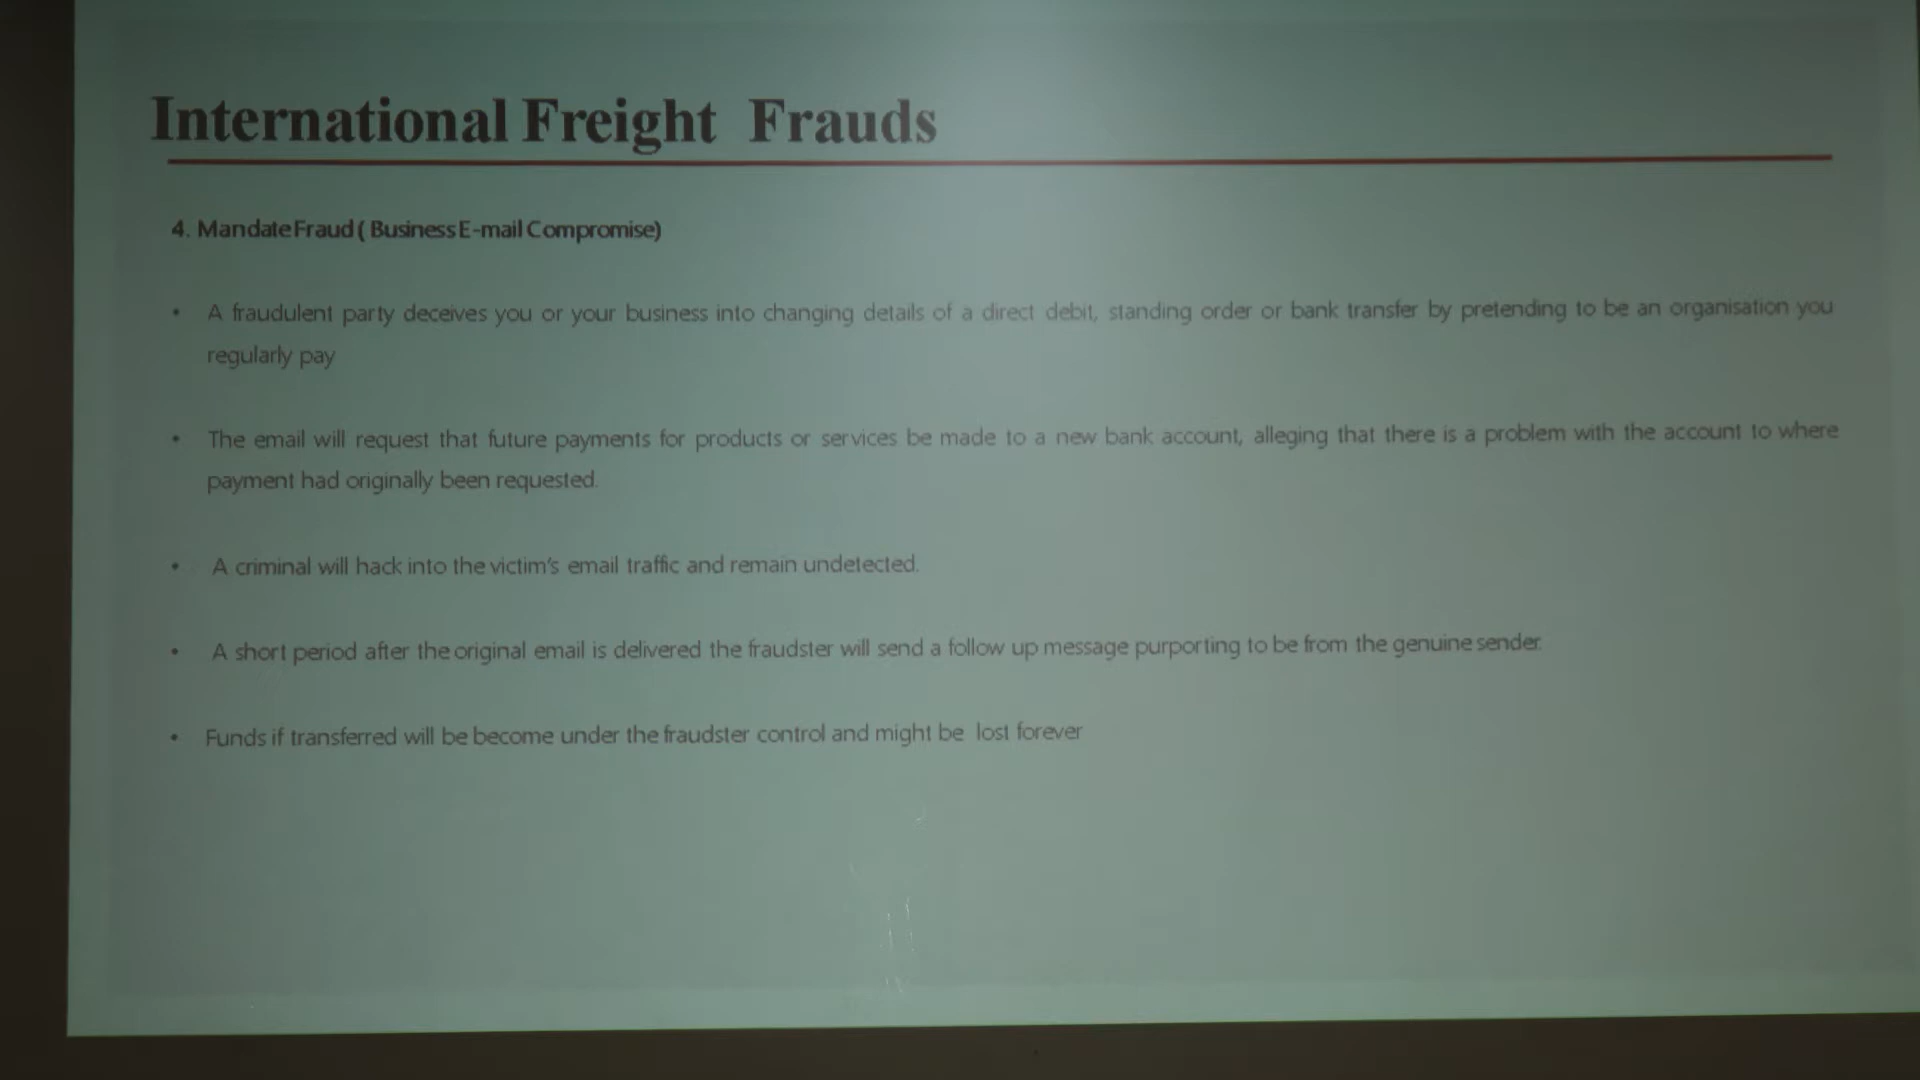 International Freight Frauds
4. Mandate Fraud ( Business E-mail Compromise)
• A fraudulent party deceives you or your business into changing details of a direct debit, standing order or bank transfer by pretending to be an organisation you
regularly pay
• The email will request that future payments for products or services be made to a new bank account, alleging that there is a problem with the account to where
payment had originally been requested.
• A criminal will hack into the victim's email traffic and remain undetected.
• A short period after the original email is delivered the fraudster will send a follow up message purporting to be from the genuine sender.
• Funds if transferred will be become under the fraudster control and might be lost forever